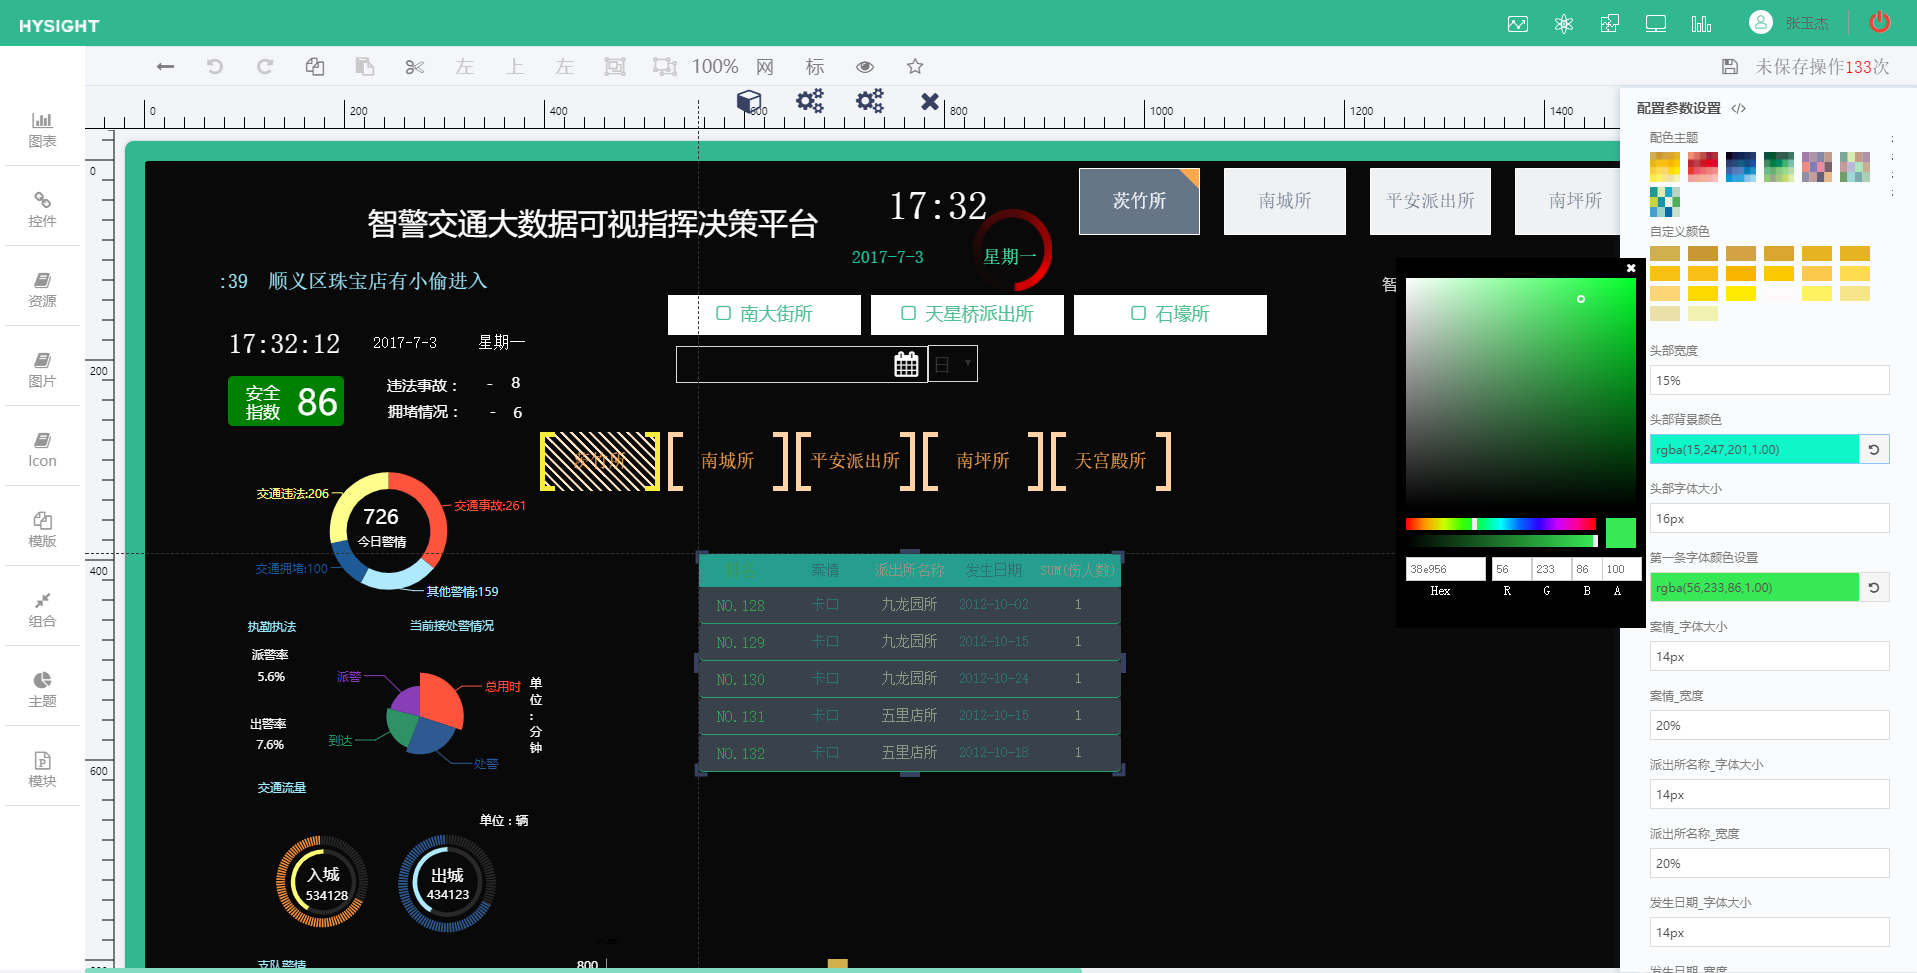 HYSIGHT
张玉杰
左 上 左 100% 网 标
未保存操作133次
图表
控件
资源
图片
Icon
模版
组合
主题
模块
0 200 400 600 800 1000 1200 1400
0
200
400
600
智警交通大数据可视指挥决策平台
17:32
2017-7-3
星期一
茨竹所
南城所
平安派出所
南坪所
:39 顺义区珠宝店有小偷进入
智
南大街所
天星桥派出所
石壕所
日
17:32:12
2017-7-3
星期一
安全
指数
86
违法事故： - 8
拥堵情况： - 6
茨竹所
南城所
平安派出所
南坪所
天宫殿所
交通违法:206
交通事故:261
726
今日警情
交通拥堵:100
其他警情:159
执勤执法
当前接处警情况
派警率
5.6%
出警率
7.6%
派警
总用时
到达
处警
单位:分钟
交通流量
单位：辆
入城
534128
出城
434123
支队警情
800
案情 派出所名称 发生日期 SUM(伤人数)
NO.128 卡口 九龙园所 2012-10-02 1
NO.129 卡口 九龙园所 2012-10-15 1
NO.130 卡口 九龙园所 2012-10-24 1
NO.131 卡口 五里店所 2012-10-15 1
NO.132 卡口 五里店所 2012-10-18 1
38e956 56 233 86 100
Hex R G B A
配置参数设置
配色主题
自定义颜色
头部宽度
15%
头部背景颜色
rgba(15,247,201,1.00)
头部字体大小
16px
第一条字体颜色设置
rgba(56,233,86,1.00)
案情_字体大小
14px
案情_宽度
20%
派出所名称_字体大小
14px
派出所名称_宽度
20%
发生日期_字体大小
14px
发生日期_宽度